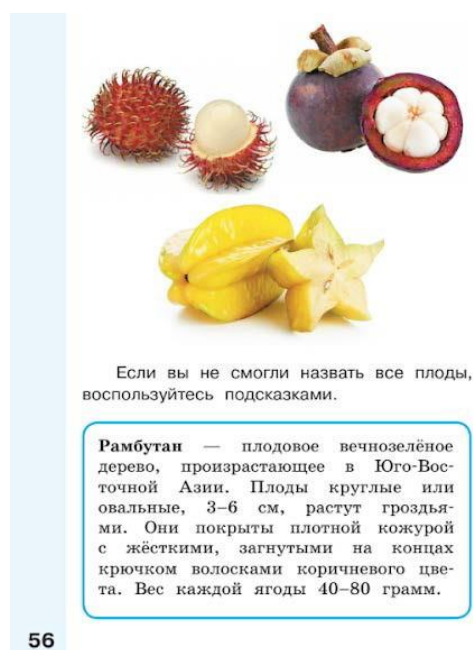 Если вы не смогли назвать все плоды,
воспользуйтесь подсказками.
Рамбутан — плодовое вечнозелёное
дерево, произрастающее в Юго-Вос-
точной Азии. Плоды круглые или
овальные, 3–6 см, растут гроздья-
ми. Они покрыты плотной кожурой
с жёсткими, загнутыми на концах
крючком волосками коричневого цве-
та. Вес каждой ягоды 40–80 грамм.
56